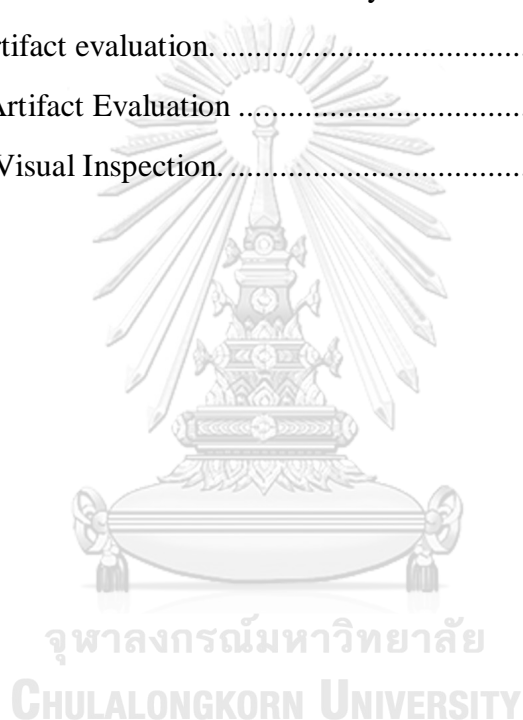 rtifact evaluation. ..........................................
Artifact Evaluation ........................................
Visual Inspection. .........................................
จุฬาลงกรณ์มหาวิทยาลัย
CHULALONGKORN UNIVERSITY